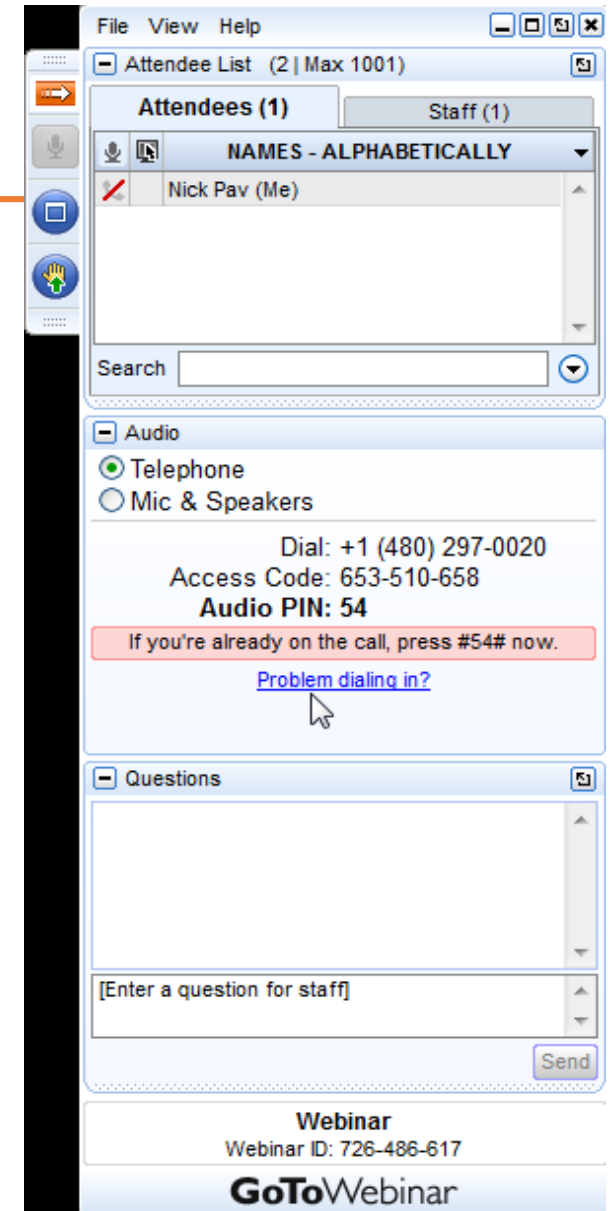 File View Help
Attendee List (2 | Max 1001)
Attendees (1) Staff (1)
NAMES - ALPHABETICALLY
Nick Pav (Me)
Search
Audio
Telephone
Mic & Speakers
Dial: +1 (480) 297-0020
Access Code: 653-510-658
Audio PIN: 54
If you're already on the call, press #54# now.
Problem dialing in?
Questions
[Enter a question for staff]
Send
Webinar
Webinar ID: 726-486-617
GoToWebinar